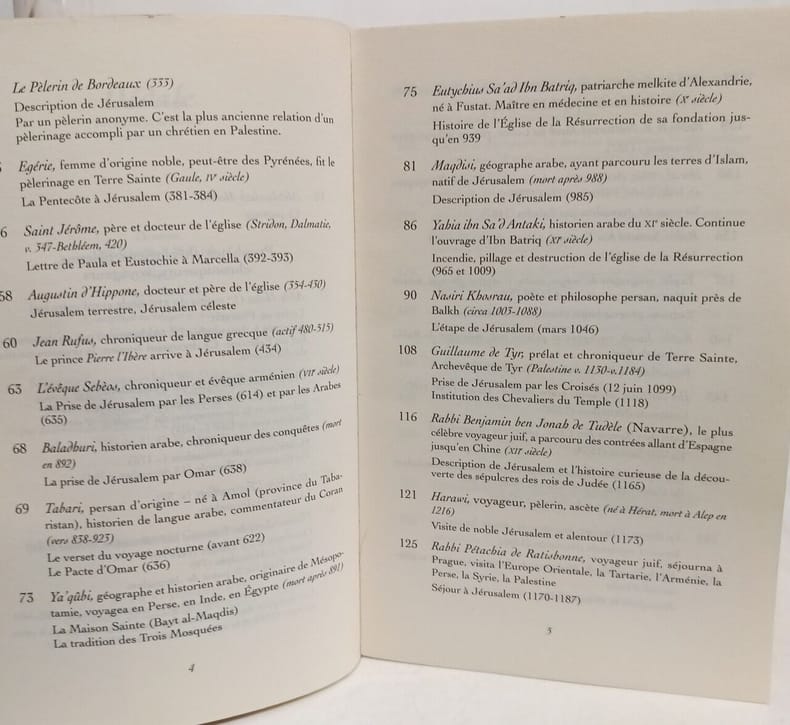 Le Pèlerin de Bordeaux (333)
Description de Jérusalem
Par un pèlerin anonyme. C'est la plus ancienne relation d'un
pèlerinage accompli par un chrétien en Palestine.
Egérie, femme d'origine noble, peut-être des Pyrénées, fit le
pèlerinage en Terre Sainte (Gaule, IVe siècle)
La Pentecôte à Jérusalem (381-384)
6 Saint Jérôme, père et docteur de l'église (Stridon, Dalmatie,
v. 347-Bethléem, 420)
Lettre de Paula et Eustochie à Marcella (392-393)
58 Augustin d'Hippone, docteur et père de l'église (354-430)
Jérusalem terrestre, Jérusalem céleste
60 Jean Rufus, chroniqueur de langue grecque (actif 480-515)
Le prince Pierre l'Ibère arrive à Jérusalem (434)
63 L'évêque Sebèos, chroniqueur et évêque arménien (VIIe siècle)
La Prise de Jérusalem par les Perses (614) et par les Arabes
(635)
68 Baladhuri, historien arabe, chroniqueur des conquêtes (mort
en 892)
La prise de Jérusalem par Omar (638)
69 Tabari, persan d'origine – né à Amol (province du Taba-
ristan), historien de langue arabe, commentateur du Coran
(vers 838-923)
Le verset du voyage nocturne (avant 622)
Le Pacte d'Omar (636)
73 Ya'qûbi, géographe et historien arabe, originaire de Mésopo-
tamie, voyagea en Perse, en Inde, en Égypte (mort après 891)
La Maison Sainte (Bayt al-Maqdis)
La tradition des Trois Mosquées
4
75 Eutychius Sa'ad Ibn Batriq, patriarche melkite d'Alexandrie,
né à Fustat. Maître en médecine et en histoire (Xe siècle)
Histoire de l'Église de la Résurrection de sa fondation jus-
qu'en 939
81 Maqdisi, géographe arabe, ayant parcouru les terres d'Islam,
natif de Jérusalem (mort après 988)
Description de Jérusalem (985)
86 Yahia ibn Sa'd Antaki, historien arabe du XIe siècle. Continue
l'ouvrage d'Ibn Batriq (XIe siècle)
Incendie, pillage et destruction de l'église de la Résurrection
(965 et 1009)
90 Nasiri Khosrau, poète et philosophe persan, naquit près de
Balkh (circa 1003-1088)
L'étape de Jérusalem (mars 1046)
108 Guillaume de Tyr, prélat et chroniqueur de Terre Sainte,
Archevêque de Tyr (Palestine v. 1130-v.1184)
Prise de Jérusalem par les Croisés (12 juin 1099)
Institution des Chevaliers du Temple (1118)
116 Rabbi Benjamin ben Jonah de Tudèle (Navarre), le plus
célèbre voyageur juif, a parcouru des contrées allant d'Espagne
jusqu'en Chine (XIIe siècle)
Description de Jérusalem et l'histoire curieuse de la décou-
verte des sépulcres des rois de Judée (1165)
121 Harawi, voyageur, pèlerin, ascète (né à Hérat, mort à Alep en
1216)
Visite de noble Jérusalem et alentour (1173)
125 Rabbi Pétachia de Ratisbonne, voyageur juif, séjourna à
Prague, visita l'Europe Orientale, la Tartarie, l'Arménie, la
Perse, la Syrie, la Palestine
Séjour à Jérusalem (1170-1187)
5